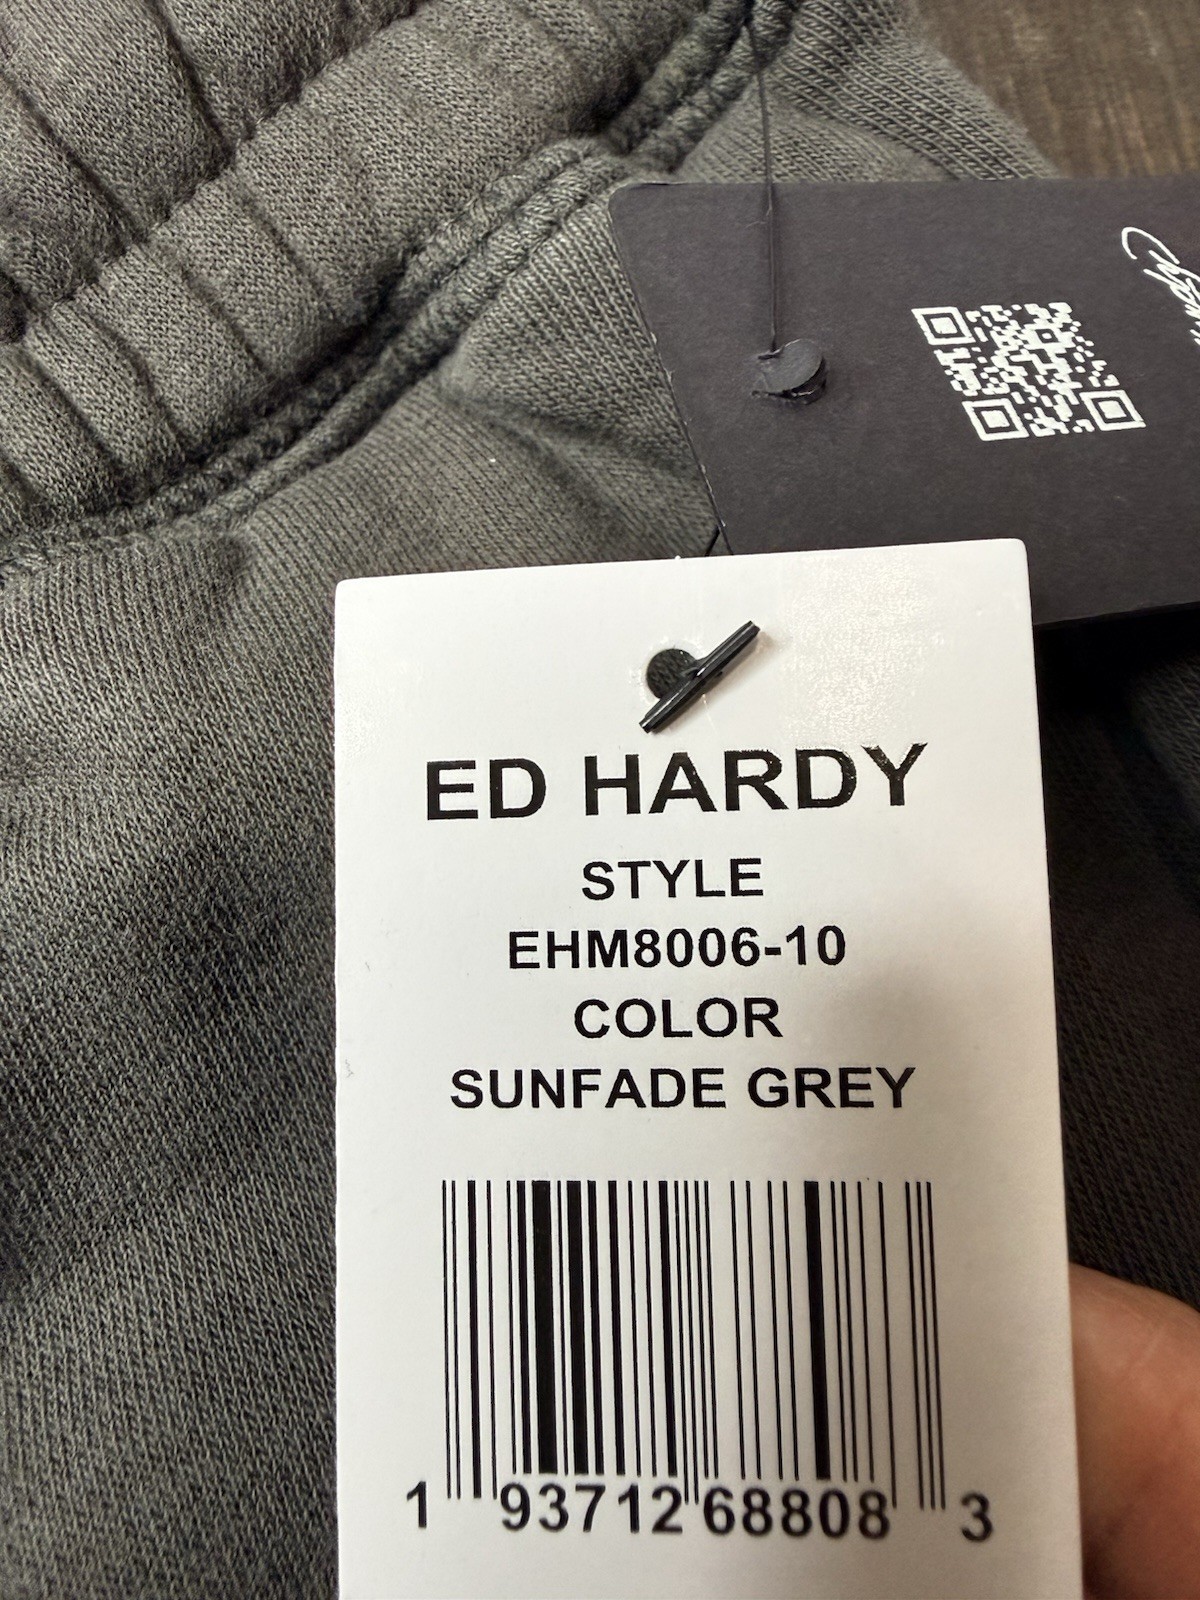 ED HARDY
STYLE
EHM8006-10
COLOR
SUNFADE GREY
1 93712 68808 3